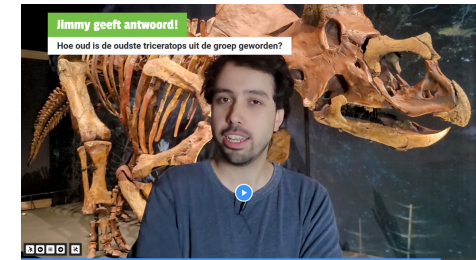 Jimmy geeft antwoord!
Hoe oud is de oudste triceratops uit de groep geworden?